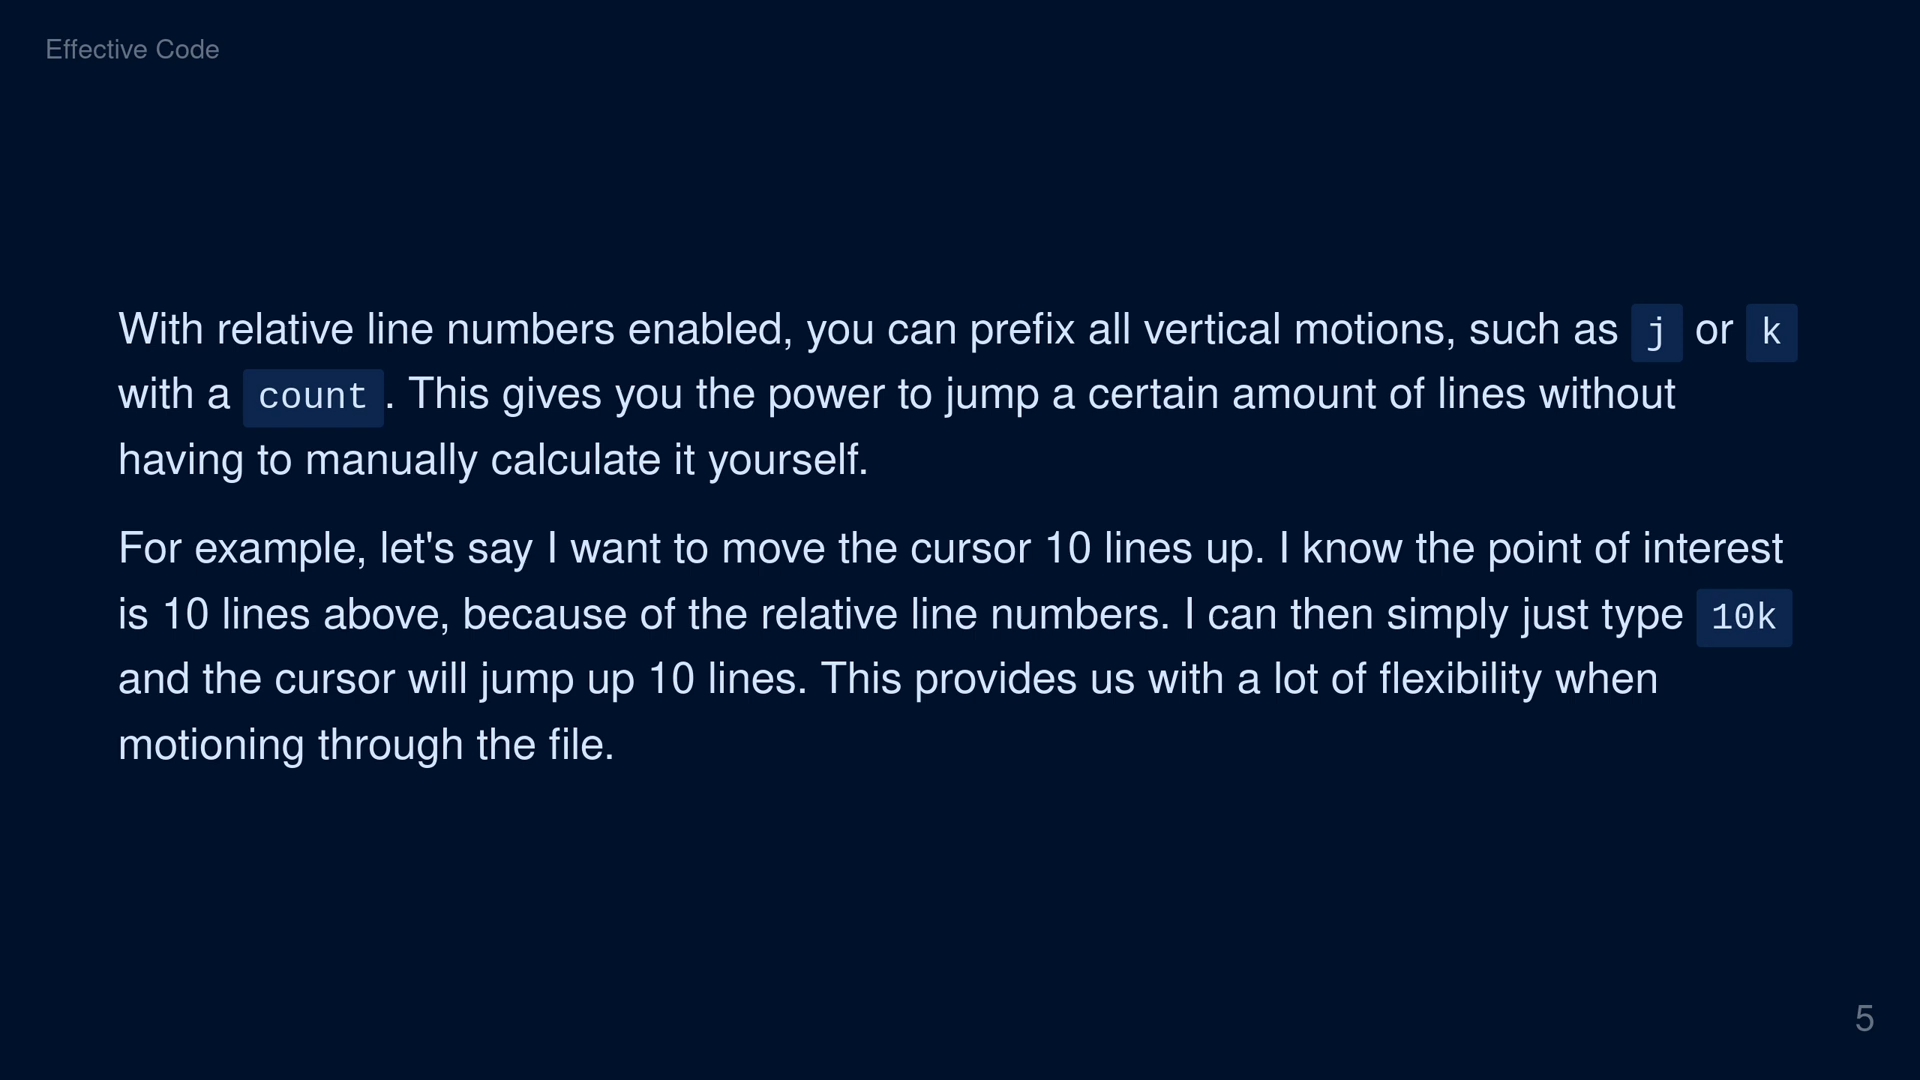 Effective Code
With relative line numbers enabled, you can prefix all vertical motions, such as j or k
with a count. This gives you the power to jump a certain amount of lines without
having to manually calculate it yourself.
For example, let's say I want to move the cursor 10 lines up. I know the point of interest
is 10 lines above, because of the relative line numbers. I can then simply just type 10k
and the cursor will jump up 10 lines. This provides us with a lot of flexibility when
motioning through the file.
5